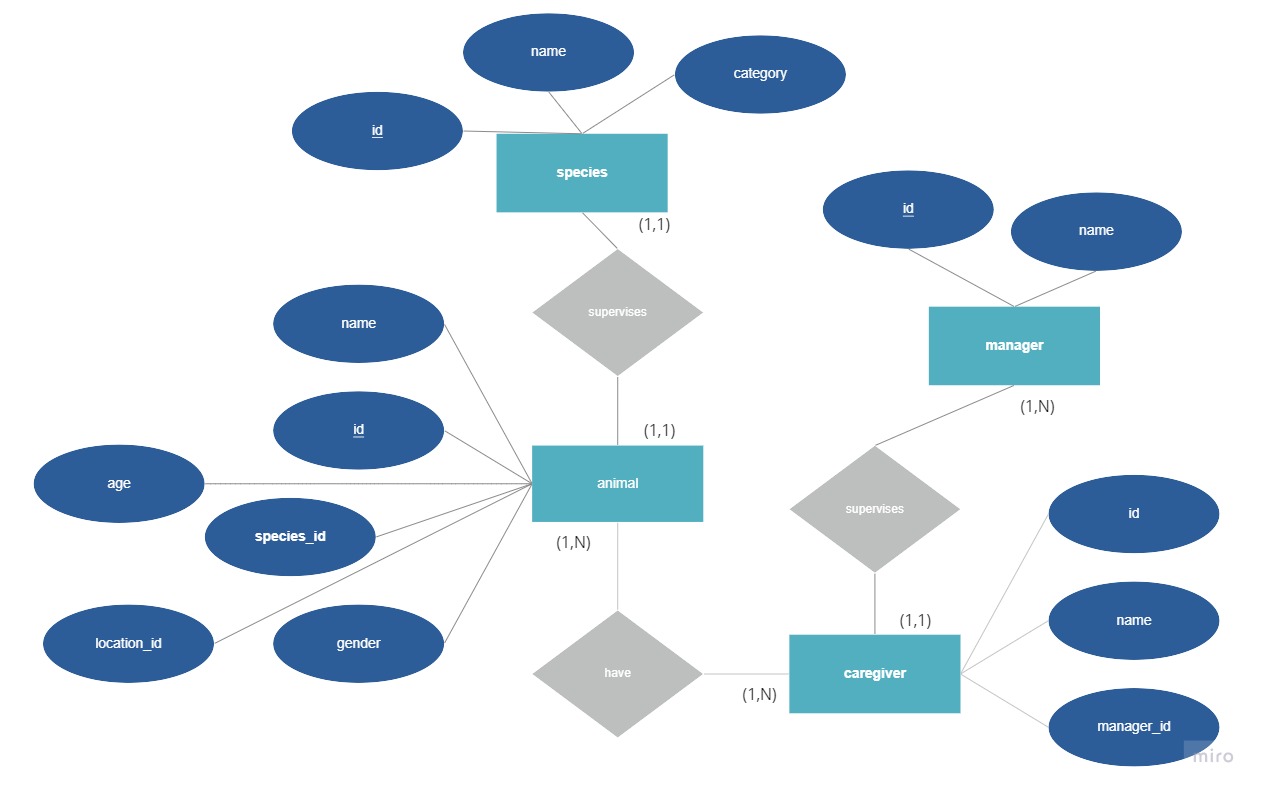 name
category
id
species
(1,1)
id
name
supervises
name
manager
(1,N)
(1,1)
id
age
animal
species_id
supervises
id
(1,N)
location_id
gender
name
(1,1)
have
caregiver
(1,N)
manager_id
miro